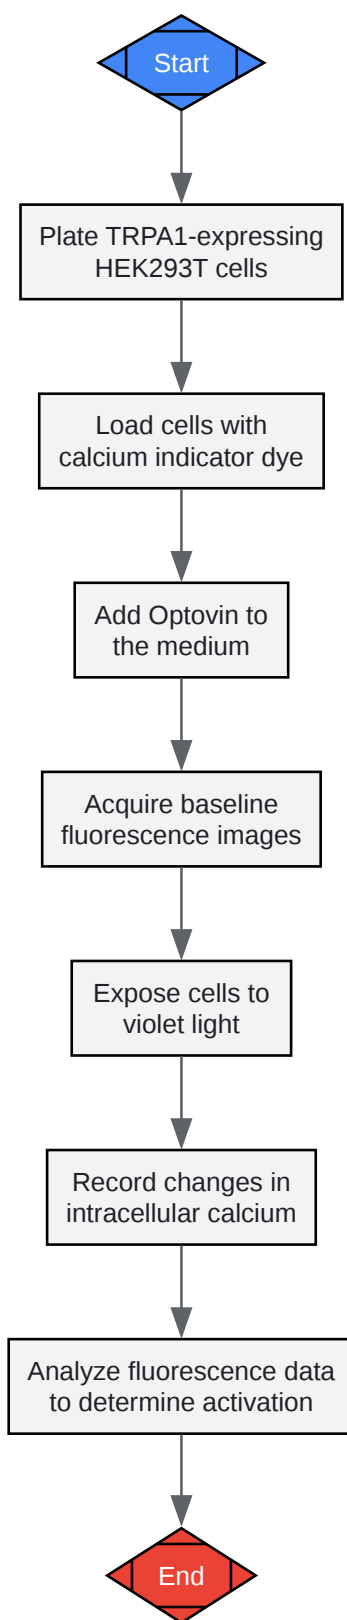 Start
Plate TRPA1-expressing
HEK293T cells
Load cells with
calcium indicator dye
Add Optovin to
the medium
Acquire baseline
fluorescence images
Expose cells to
violet light
Record changes in
intracellular calcium
Analyze fluorescence data
to determine activation
End